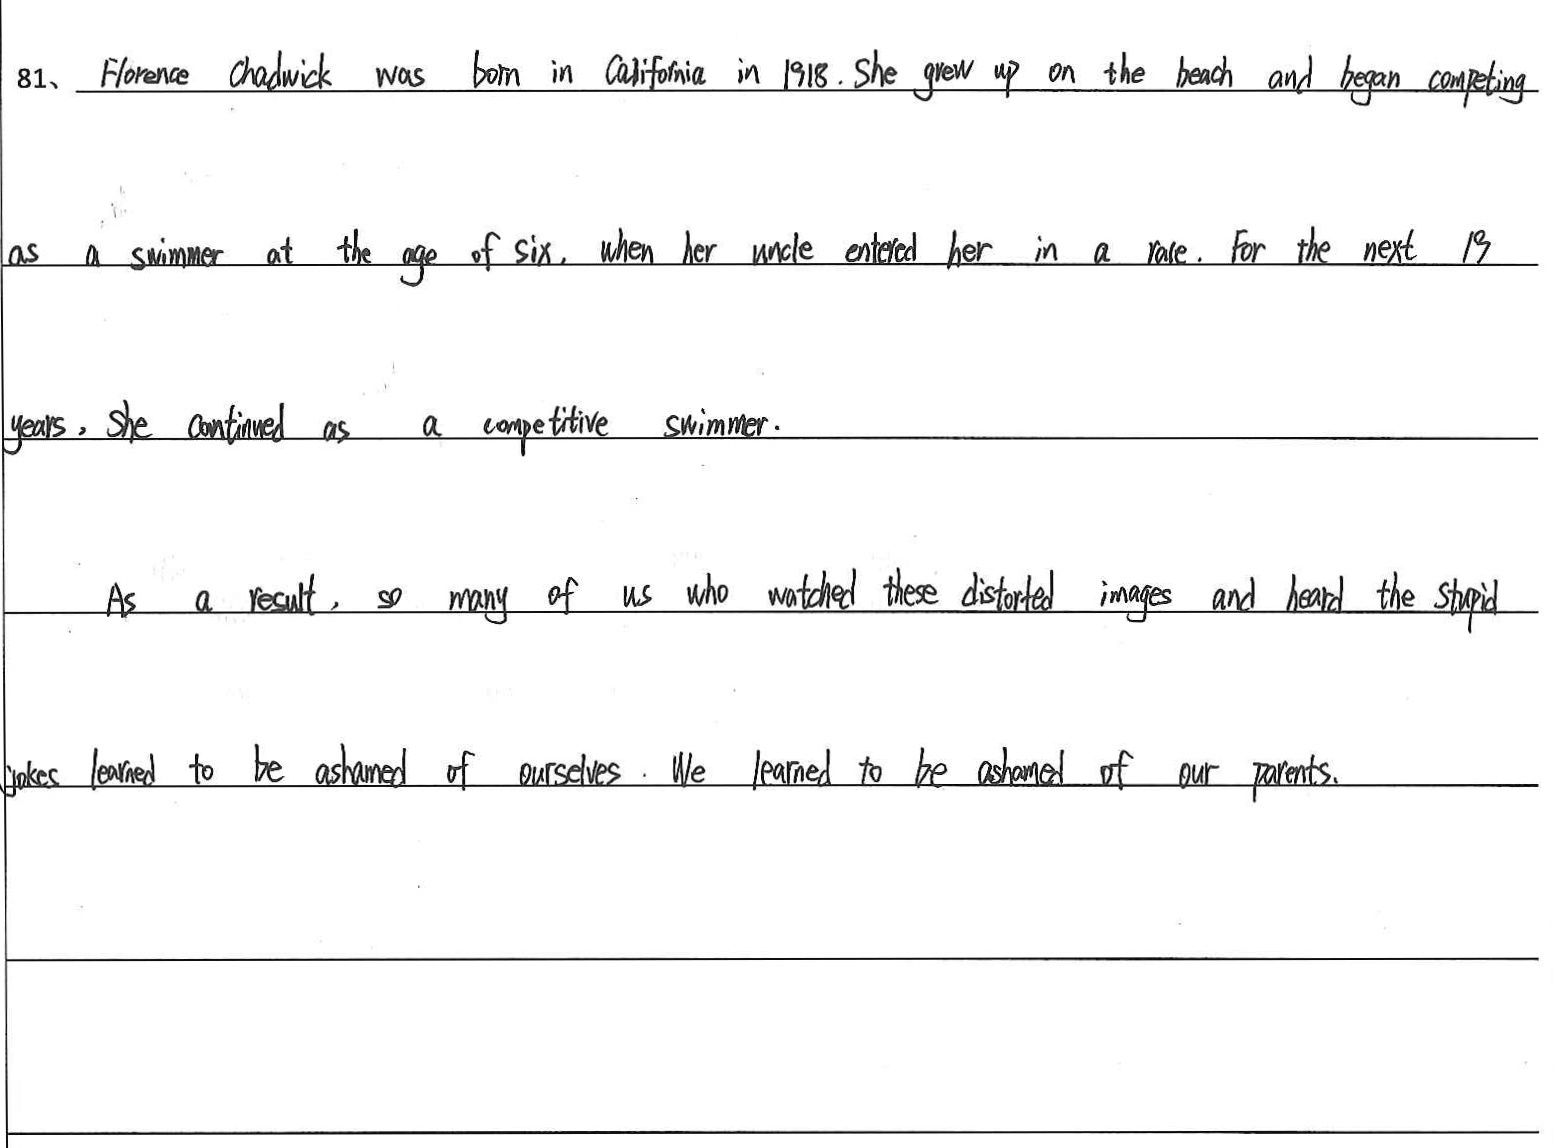 81、 Florence Chadwick was born in California in 1918. She grew up on the beach and began competing
as a swimmer at the age of six, when her uncle entered her in a race. For the next 19
years, she continued as a competitive swimmer.
As a result, so many of us who watched these distorted images and heard the stupid
jokes learned to be ashamed of ourselves. We learned to be ashamed of our parents.